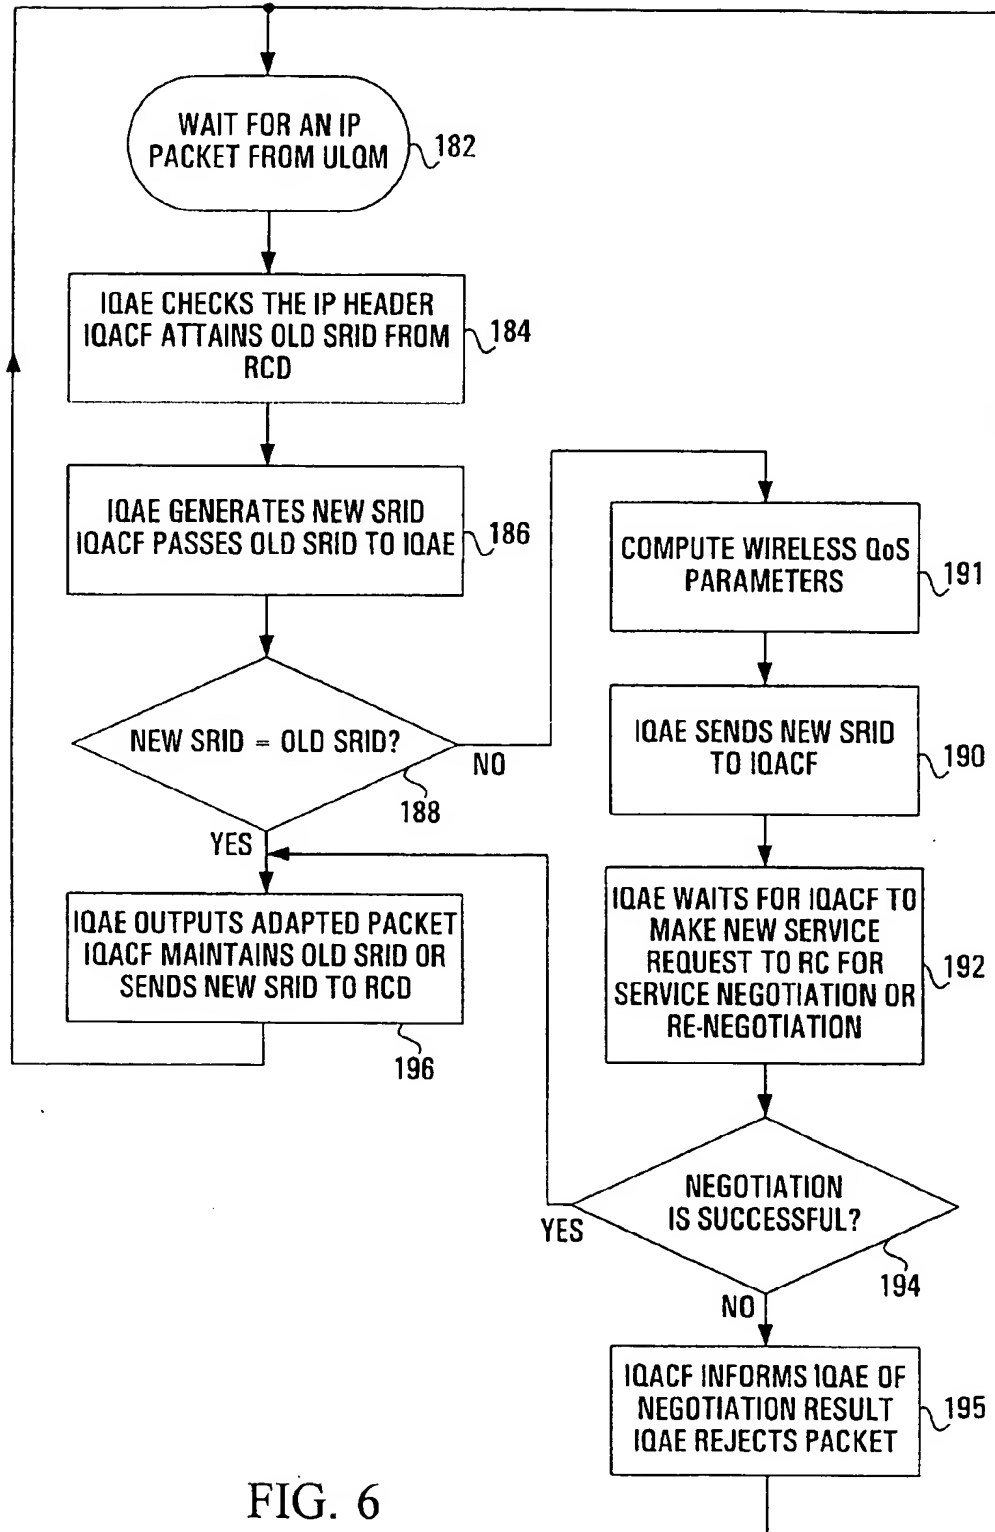 WAIT FOR AN IP
PACKET FROM ULQM
182
IQAE CHECKS THE IP HEADER
IQACF ATTAINS OLD SRID FROM
RCD
184
IQAE GENERATES NEW SRID
IQACF PASSES OLD SRID TO IQAE
186
NEW SRID = OLD SRID?
188
NO
YES
IQAE OUTPUTS ADAPTED PACKET
IQACF MAINTAINS OLD SRID OR
SENDS NEW SRID TO RCD
196
COMPUTE WIRELESS QoS
PARAMETERS
191
IQAE SENDS NEW SRID
TO IQACF
190
IQAE WAITS FOR IQACF TO
MAKE NEW SERVICE
REQUEST TO RC FOR
SERVICE NEGOTIATION OR
RE-NEGOTIATION
192
NEGOTIATION
IS SUCCESSFUL?
194
YES
NO
IQACF INFORMS IQAE OF
NEGOTIATION RESULT
IQAE REJECTS PACKET
195
FIG. 6